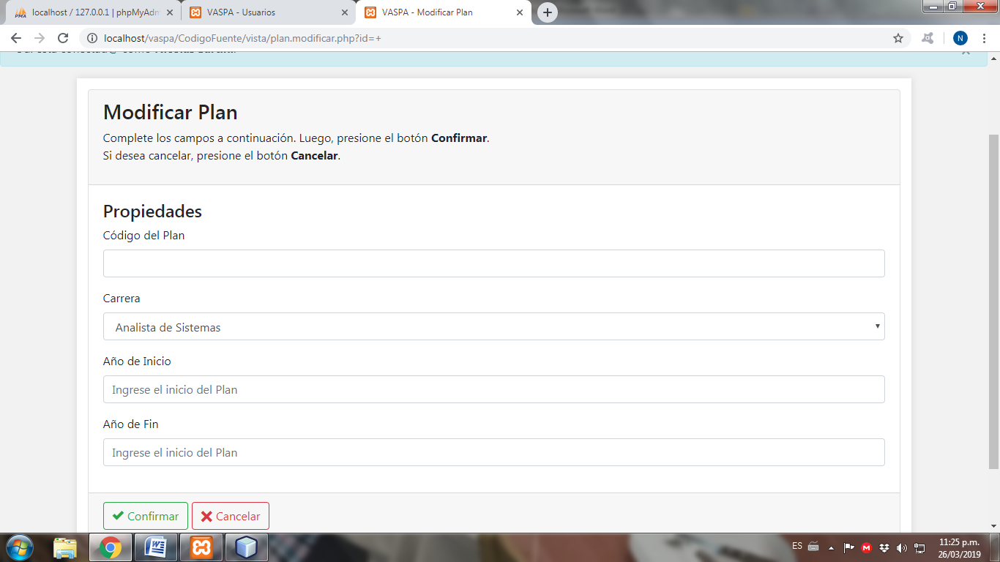 localhost / 127.0.0.1 | phpMyAdm
VASPA - Usuarios
VASPA - Modificar Plan
localhost/vaspa/CodigoFuente/vista/plan.modificar.php?id=+
N
Modificar Plan
Complete los campos a continuación. Luego, presione el botón Confirmar.
Si desea cancelar, presione el botón Cancelar.
Propiedades
Código del Plan
Carrera
Analista de Sistemas
Año de Inicio
Ingrese el inicio del Plan
Año de Fin
Ingrese el inicio del Plan
Confirmar Cancelar
ES
11:25 p.m.
26/03/2019